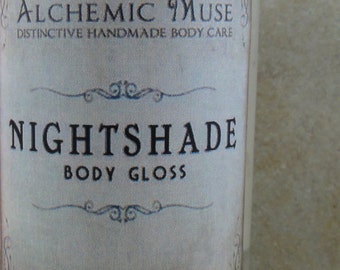 ALCHEMIC MUSE
DISTINCTIVE HANDMADE BODY CARE
NIGHTSHADE
BODY GLOSS